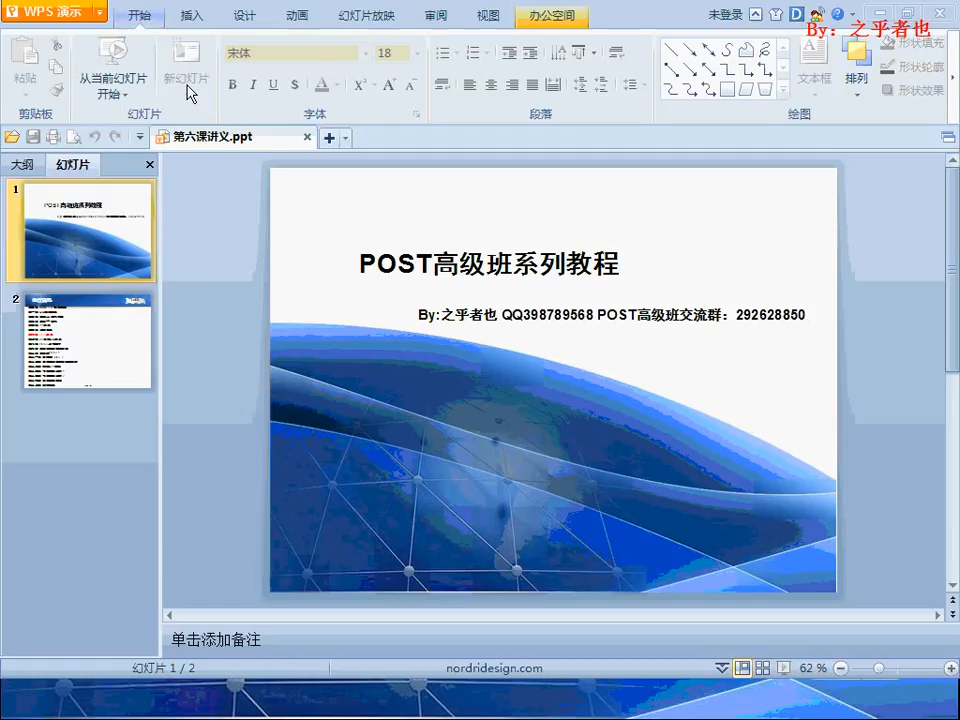 WPS 演示
开始
插入
设计
动画
幻灯片放映
审阅
视图
办公空间
未登录
By：之乎者也
粘贴
从当前幻灯片
开始
新幻灯片
宋体
18
B I U S A
文本框
排列
形状填充
形状轮廓
形状效果
剪贴板
幻灯片
字体
段落
绘图
第六课讲义.ppt
大纲
幻灯片
1
2
POST高级班系列教程
By:之乎者也 QQ398789568 POST高级班交流群：292628850
单击添加备注
幻灯片 1 / 2
nordridesign.com
62 %